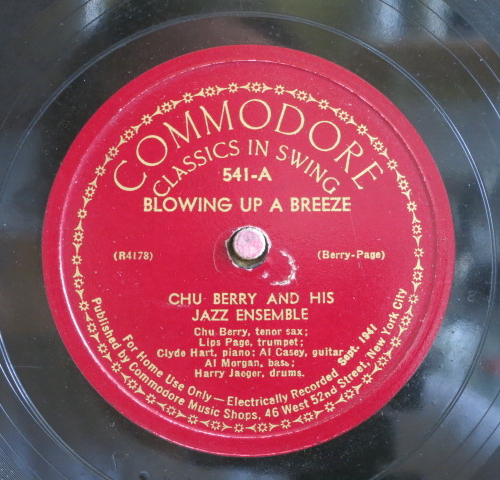 COMMODORE
CLASSICS IN SWING
541-A
BLOWING UP A BREEZE
(R4178)
(Berry-Page)
CHU BERRY AND HIS
JAZZ ENSEMBLE
Chu Berry, tenor sax;
Lips Page, trumpet;
Clyde Hart, piano; Al Casey, guitar
Al Morgan, bass;
Harry Jaeger, drums.
For Home Use Only — Electrically Recorded Sept. 1941
Published by Commodore Music Shops, 46 West 52nd Street, New York City